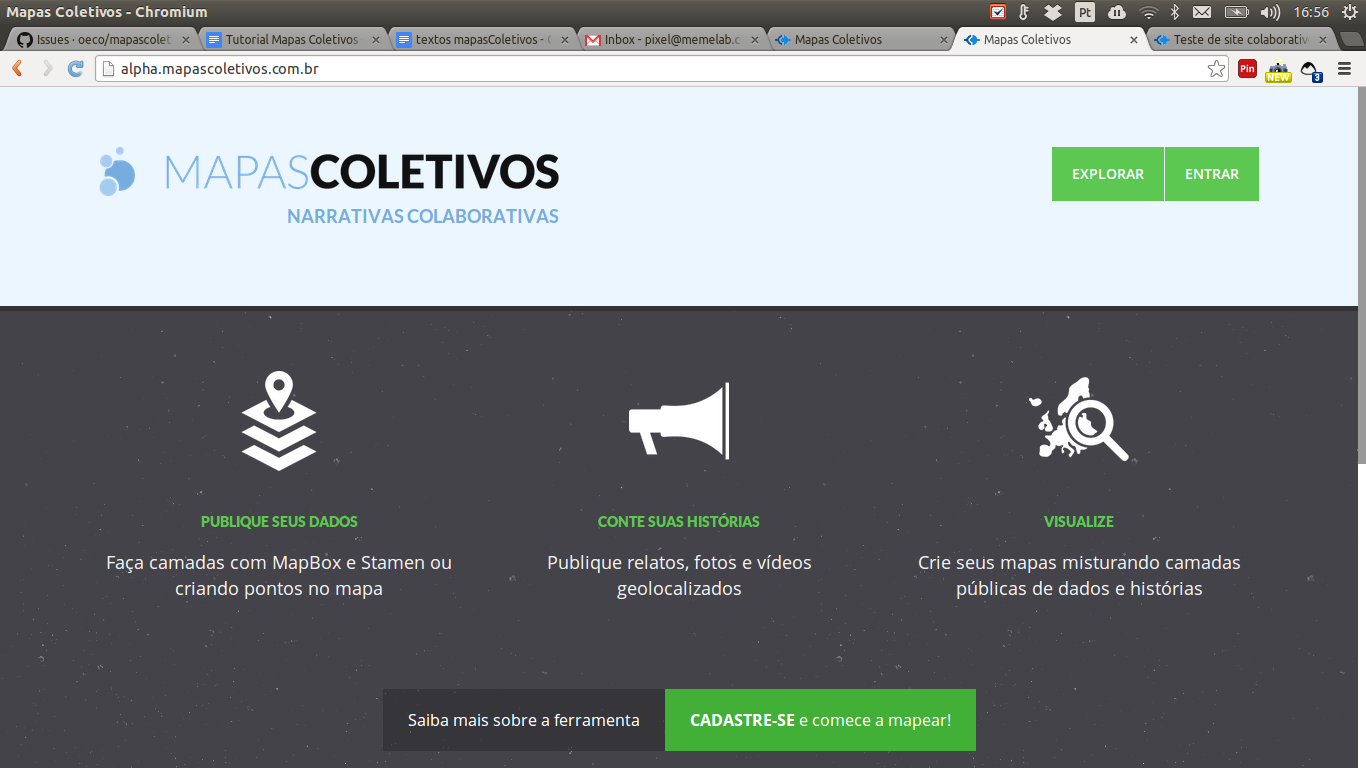 Mapas Coletivos - Chromium
Pt
16:56
Issues · oeco/mapascolet
Tutorial Mapas Coletivos
textos mapasColetivos -
Inbox - pixel@memelab.c
Mapas Coletivos
Mapas Coletivos
Teste de site colaborativ
alpha.mapascoletivos.com.br
Pin
NEW
3
MAPASCOLETIVOS
NARRATIVAS COLABORATIVAS
EXPLORAR
ENTRAR
PUBLIQUE SEUS DADOS
Faça camadas com MapBox e Stamen ou
criando pontos no mapa
CONTE SUAS HISTÓRIAS
Publique relatos, fotos e vídeos
geolocalizados
VISUALIZE
Crie seus mapas misturando camadas
públicas de dados e histórias
Saiba mais sobre a ferramenta
CADASTRE-SE e comece a mapear!